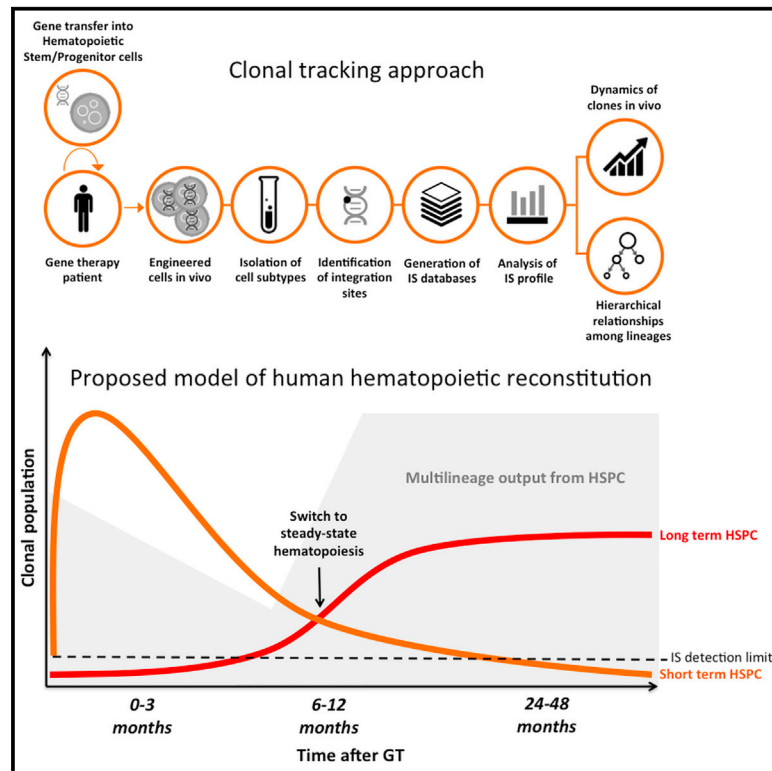 Gene transfer into
Hematopoietic
Stem/Progenitor cells
Clonal tracking approach
Dynamics of
clones in vivo
Gene therapy
patient
Engineered
cells in vivo
Isolation of
cell subtypes
Identification
of integration
sites
Generation of
IS databases
Analysis of
IS profile
Hierarchical
relationships
among lineages
Proposed model of human hematopoietic reconstitution
Clonal population
Multilineage output from HSPC
Switch to
steady-state
hematopoiesis
Long term HSPC
IS detection limit
Short term HSPC
0-3
months
6-12
months
24-48
months
Time after GT